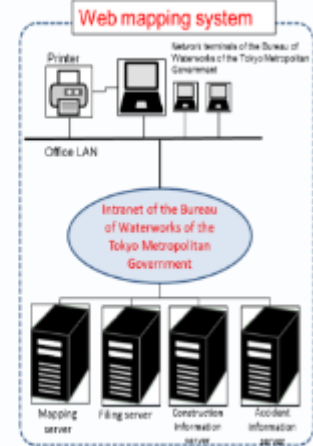 Web mapping system
Network terminals of the Bureau of
Waterworks of the Tokyo Metropolitan
Government
Printer
Office LAN
Intranet of the Bureau
of Waterworks of the
Tokyo Metropolitan
Government
Mapping
server
Filing server
Construction
Information
server
Accident
Information
server